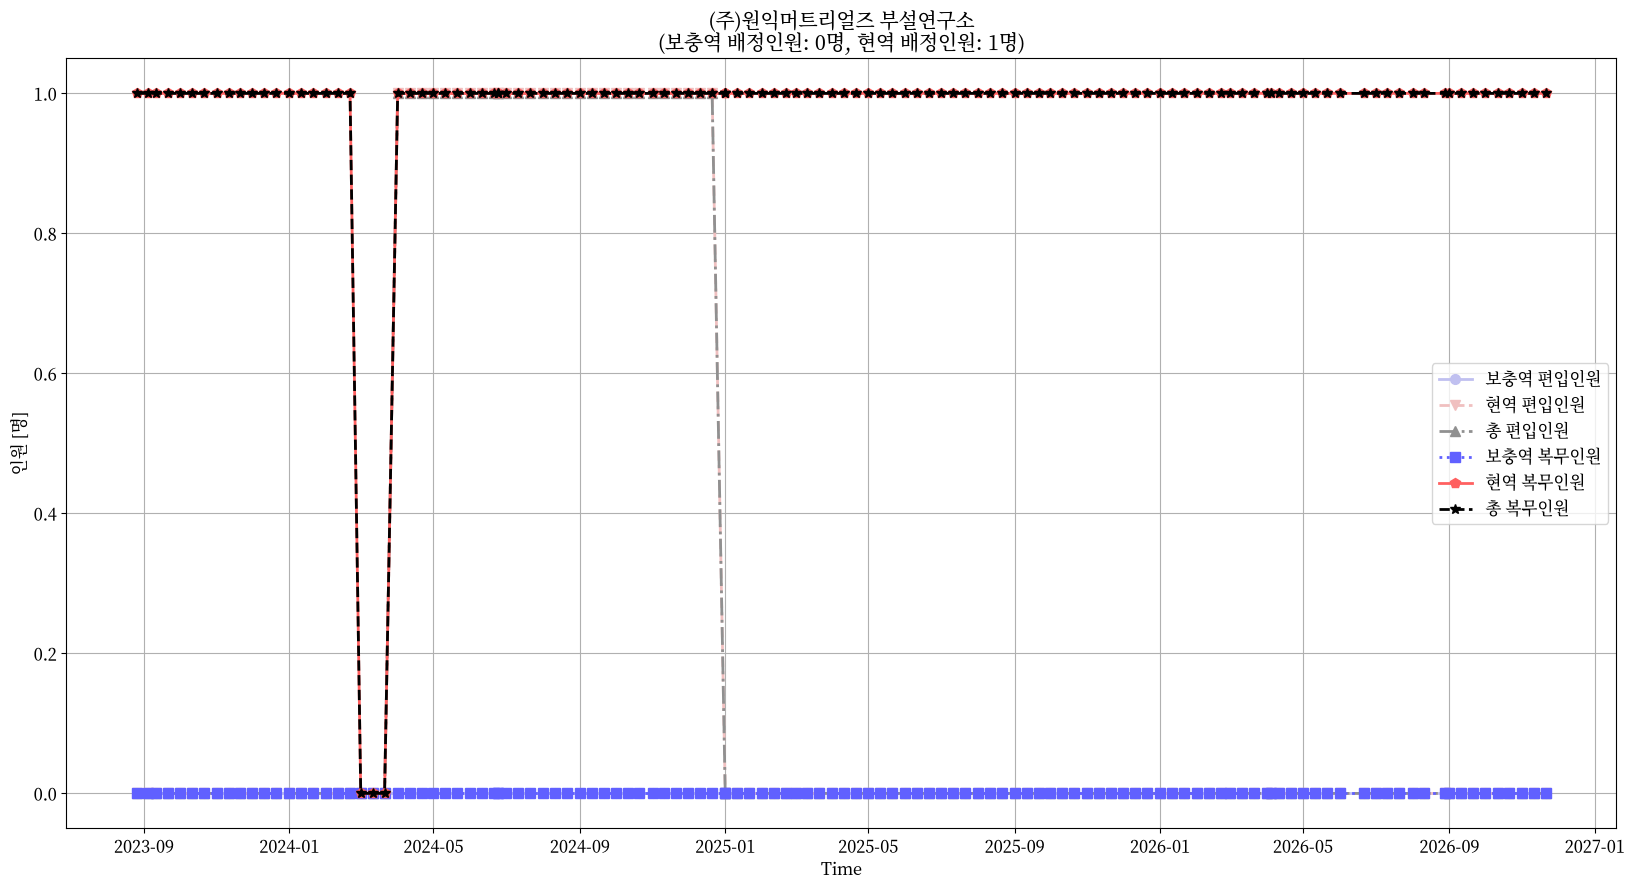 (주)원익머트리얼즈 부설연구소
(보충역 배정인원: 0명, 현역 배정인원: 1명)
인원 [명]
1.0
0.8
0.6
0.4
0.2
0.0
보충역 편입인원
현역 편입인원
총 편입인원
보충역 복무인원
현역 복무인원
총 복무인원
2023-09 2024-01 2024-05 2024-09 2025-01 2025-05 2025-09 2026-01 2026-05 2026-09 2027-01
Time